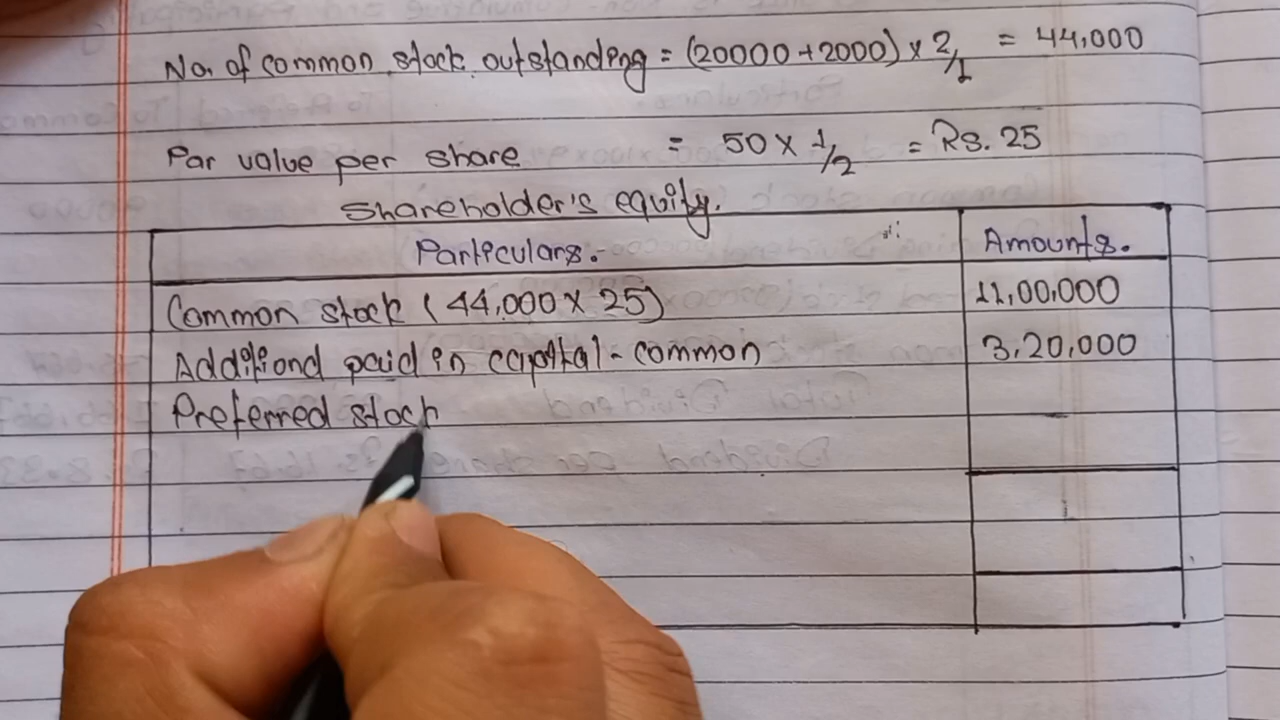 No. of common stock outstanding = (20000 + 2000) × 2/1 = 44,000
Par value per share = 50 × 1/2 = Rs. 25
Shareholder's equity.
Particulars. Amounts.
Common stock (44,000 × 25) 11,00,000
Additional paid in capital - common 3,20,000
Preferred stock